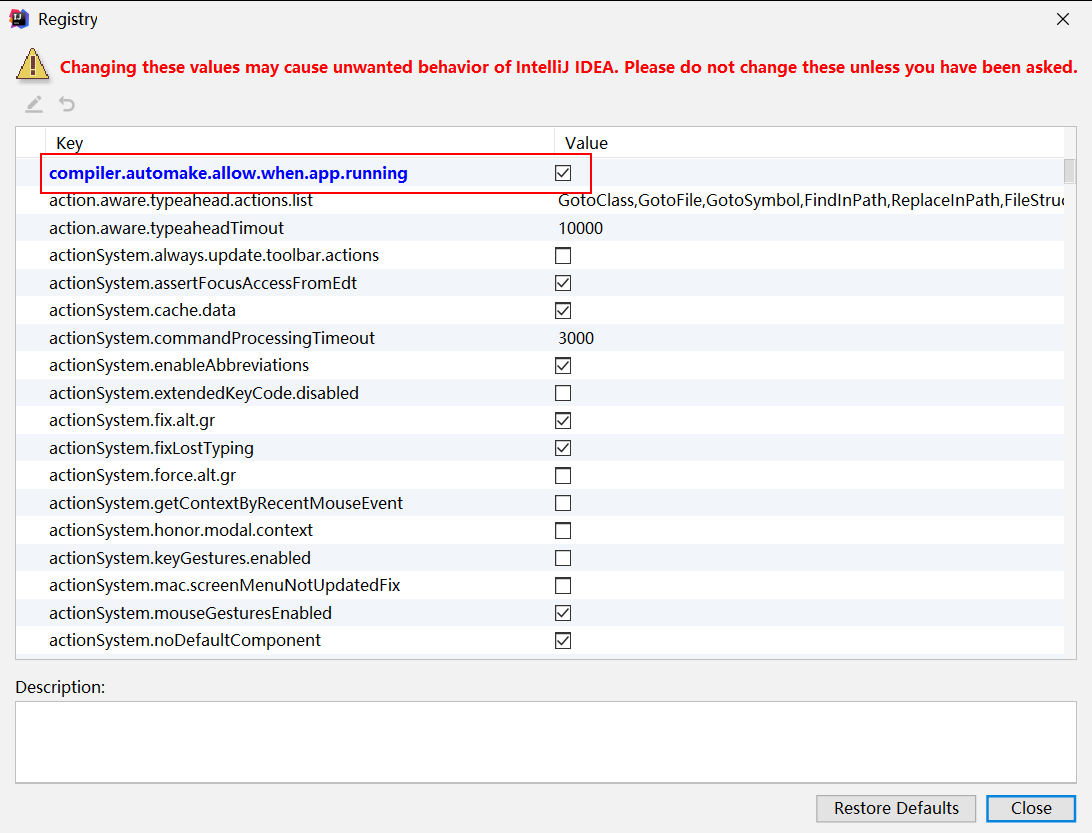 Registry
Changing these values may cause unwanted behavior of IntelliJ IDEA. Please do not change these unless you have been asked.
Key Value
compiler.automake.allow.when.app.running
action.aware.typeahead.actions.list GotoClass,GotoFile,GotoSymbol,FindInPath,ReplaceInPath,FileStruc
action.aware.typeaheadTimout 10000
actionSystem.always.update.toolbar.actions
actionSystem.assertFocusAccessFromEdt
actionSystem.cache.data
actionSystem.commandProcessingTimeout 3000
actionSystem.enableAbbreviations
actionSystem.extendedKeyCode.disabled
actionSystem.fix.alt.gr
actionSystem.fixLostTyping
actionSystem.force.alt.gr
actionSystem.getContextByRecentMouseEvent
actionSystem.honor.modal.context
actionSystem.keyGestures.enabled
actionSystem.mac.screenMenuNotUpdatedFix
actionSystem.mouseGesturesEnabled
actionSystem.noDefaultComponent
Description:
Restore Defaults Close